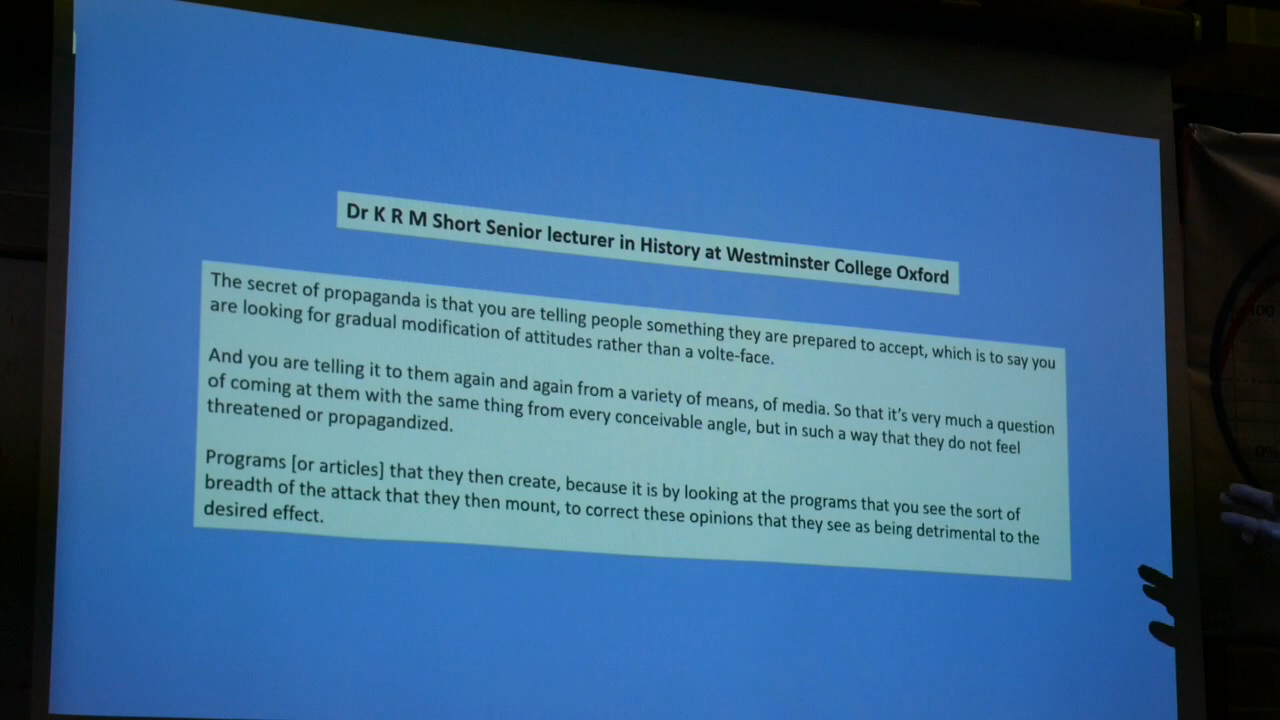 Dr K R M Short Senior lecturer in History at Westminster College Oxford
The secret of propaganda is that you are telling people something they are prepared to accept, which is to say you
are looking for gradual modification of attitudes rather than a volte-face.
And you are telling it to them again and again from a variety of means, of media. So that it's very much a question
of coming at them with the same thing from every conceivable angle, but in such a way that they do not feel
threatened or propagandized.
Programs [or articles] that they then create, because it is by looking at the programs that you see the sort of
breadth of the attack that they then mount, to correct these opinions that they see as being detrimental to the
desired effect.
100
0%